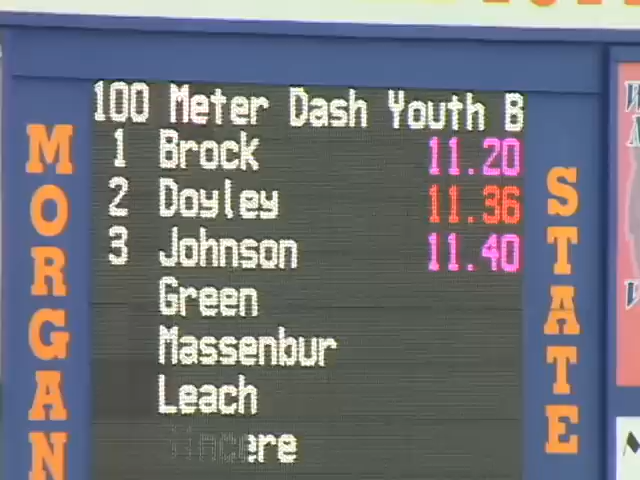 100 Meter Dash Youth B
1 Brock 11.20
2 Doyley 11.36
3 Johnson 11.40
Green
Massenbur
Leach
MORGAN
STATE